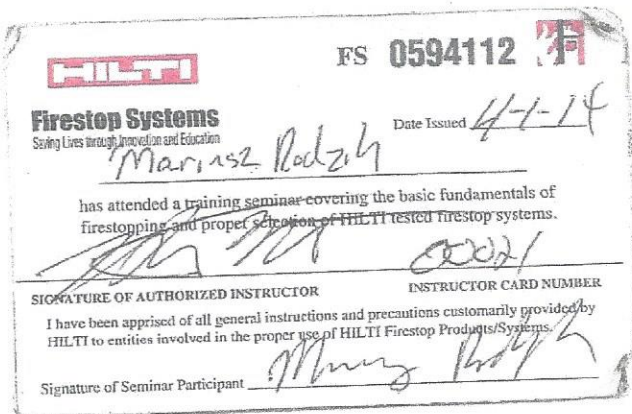 HILTI
FS 0594112
Firestop Systems
Saving Lives through Innovation and Education
Date Issued 4-1-14
Mariusz Rodzik
has attended a training seminar covering the basic fundamentals of
firestopping and proper selection of HILTI tested firestop systems.
00021
SIGNATURE OF AUTHORIZED INSTRUCTOR INSTRUCTOR CARD NUMBER
I have been apprised of all general instructions and precautions customarily provided by
HILTI to entities involved in the proper use of HILTI Firestop Products/Systems.
Signature of Seminar Participant